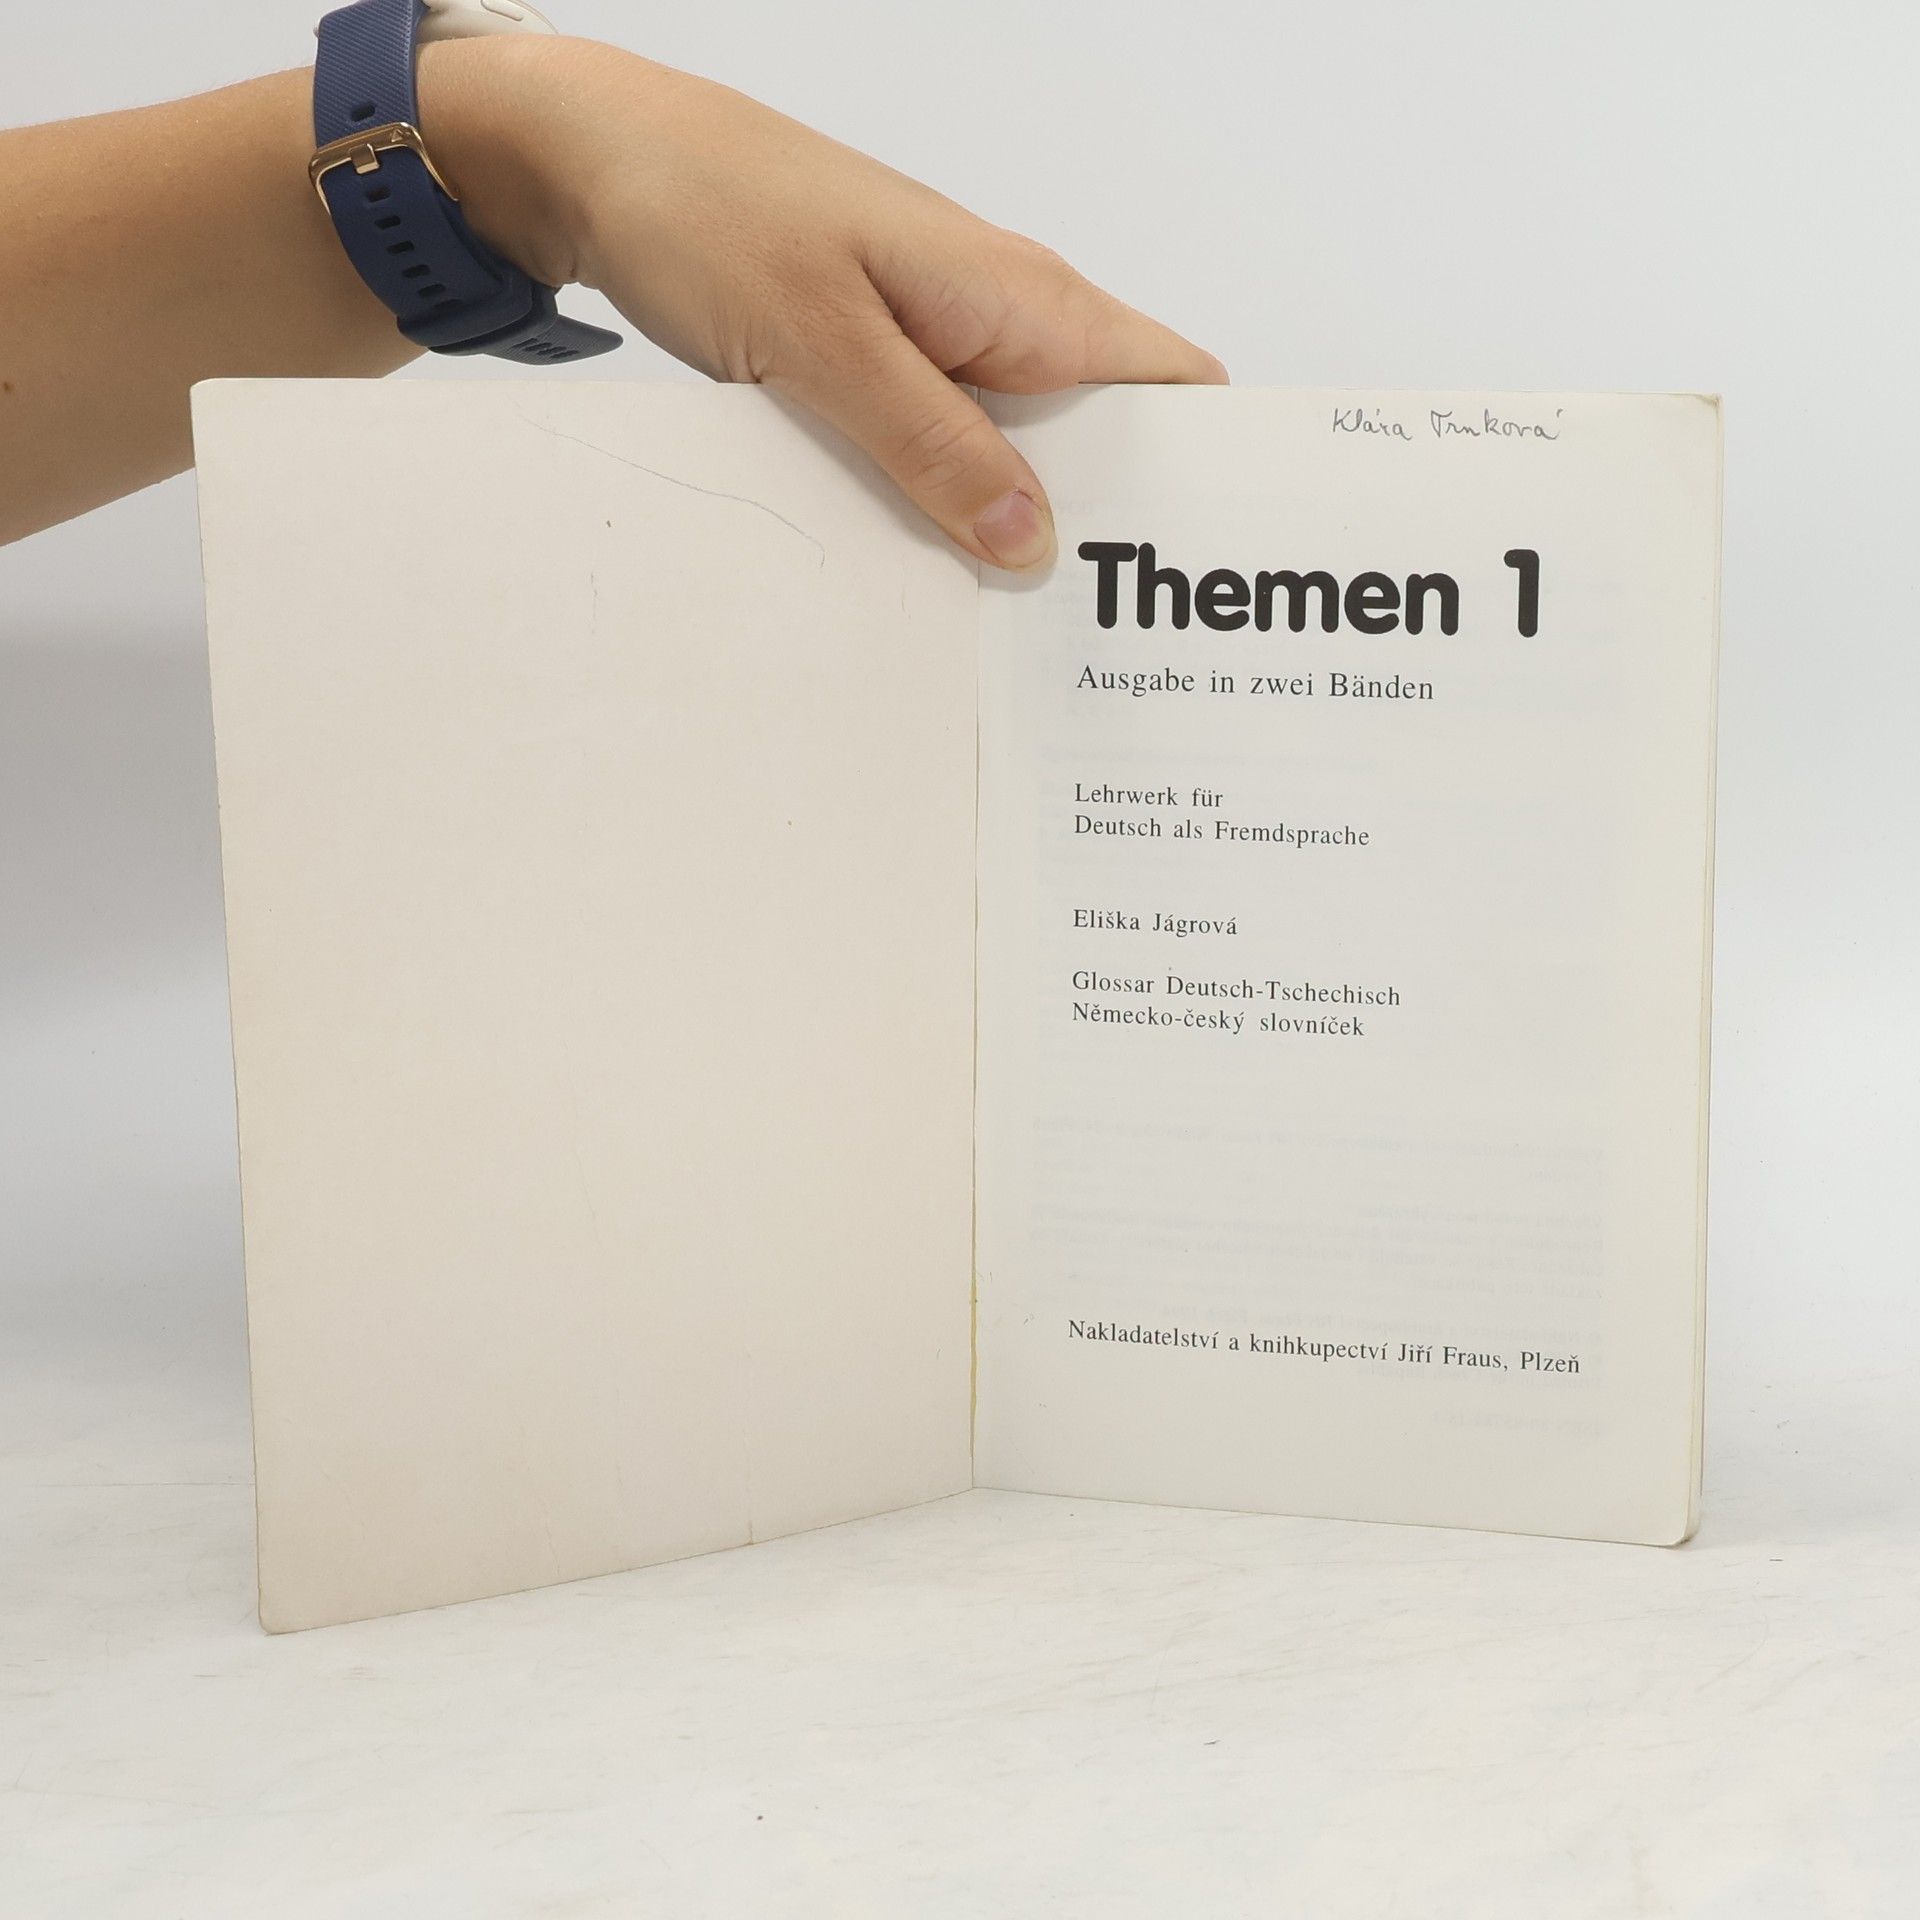 Klára Trnková
Themen 1
Ausgabe in zwei Bänden
Lehrwerk für
Deutsch als Fremdsprache
Eliška Jágrová
Glossar Deutsch-Tschechisch
Německo-český slovníček
Nakladatelství a knihkupectví Jiří Fraus, Plzeň